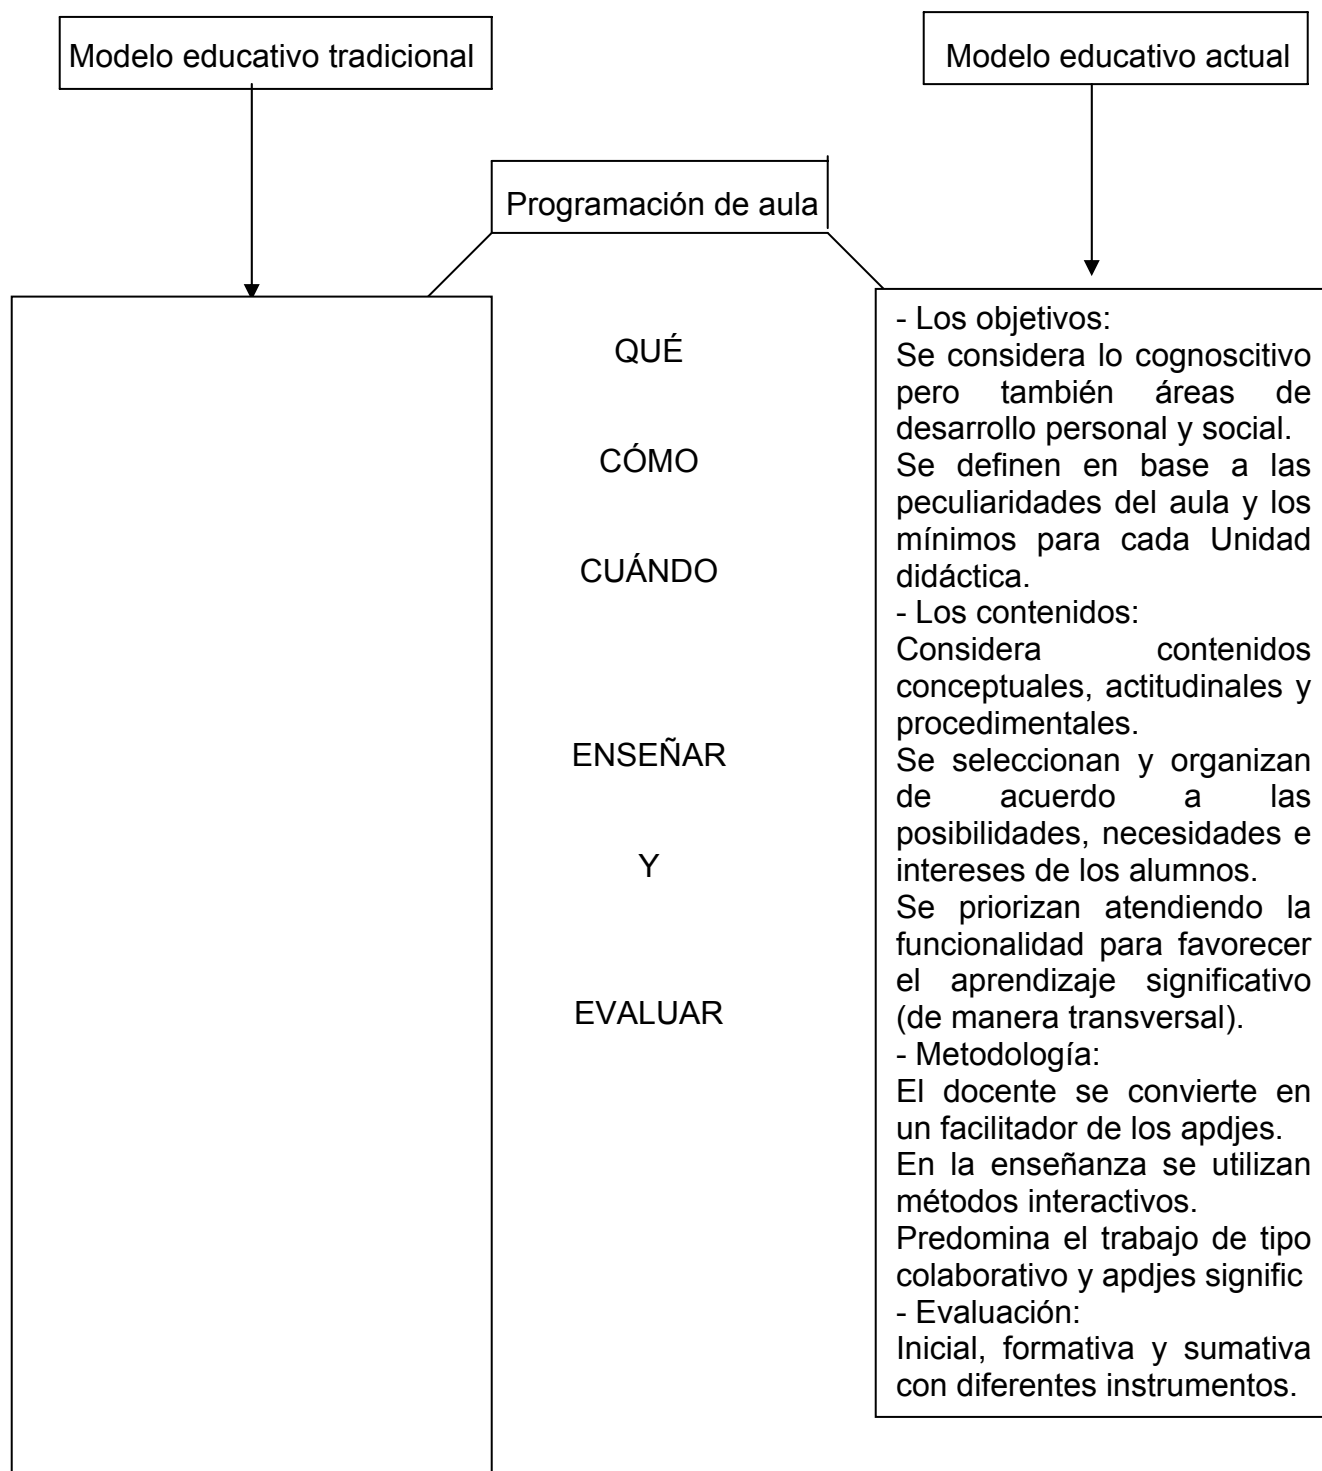 Modelo educativo tradicional
Modelo educativo actual
Programación de aula
QUÉ
CÓMO
CUÁNDO
ENSEÑAR
Y
EVALUAR
- Los objetivos:
Se considera lo cognoscitivo
pero también áreas de
desarrollo personal y social.
Se definen en base a las
peculiaridades del aula y los
mínimos para cada Unidad
didáctica.
- Los contenidos:
Considera contenidos
conceptuales, actitudinales y
procedimentales.
Se seleccionan y organizan
de acuerdo a las
posibilidades, necesidades e
intereses de los alumnos.
Se priorizan atendiendo la
funcionalidad para favorecer
el aprendizaje significativo
(de manera transversal).
- Metodología:
El docente se convierte en
un facilitador de los apdjes.
En la enseñanza se utilizan
métodos interactivos.
Predomina el trabajo de tipo
colaborativo y apdjes signific
- Evaluación:
Inicial, formativa y sumativa
con diferentes instrumentos.